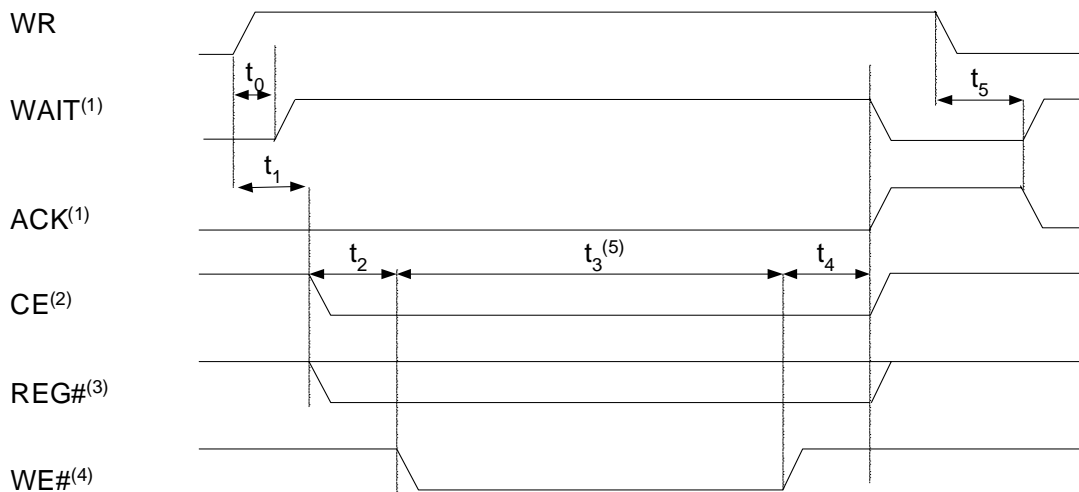 WR
t0
t5
WAIT(1)
t1
ACK(1)
t2
t3(5)
t4
CE(2)
REG#(3)
WE#(4)